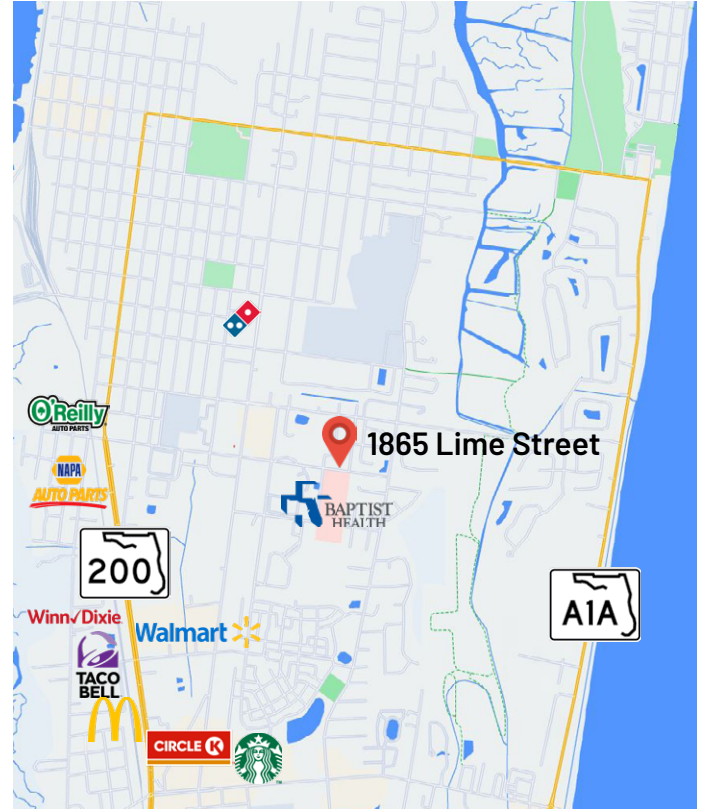 O'Reilly
AUTO PARTS
1865 Lime Street
NAPA
AUTO PARTS
BAPTIST
HEALTH
200
A1A
Winn✓Dixie
Walmart
TACO
BELL
CIRCLE K
TM